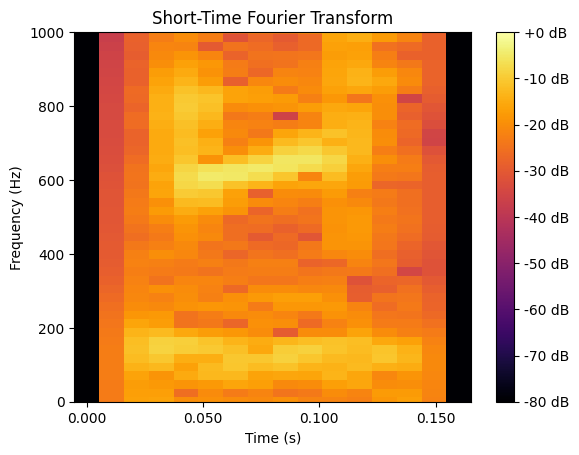 Short-Time Fourier Transform
1000
800
600
400
200
0
Frequency (Hz)
0.000
0.050
0.100
0.150
Time (s)
+0 dB
-10 dB
-20 dB
-30 dB
-40 dB
-50 dB
-60 dB
-70 dB
-80 dB